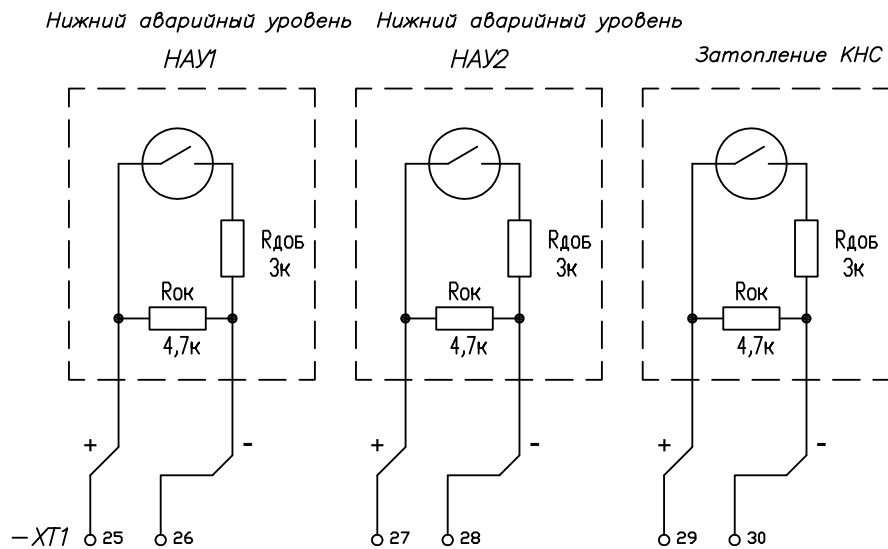 Нижний аварийный уровень
НАУ1
Нижний аварийный уровень
НАУ2
Затопление КНС
Rдоб
3к
Rок
4,7к
Rдоб
3к
Rок
4,7к
Rдоб
3к
Rок
4,7к
+
-
+
-
+
-
-XT1
25
26
27
28
29
30